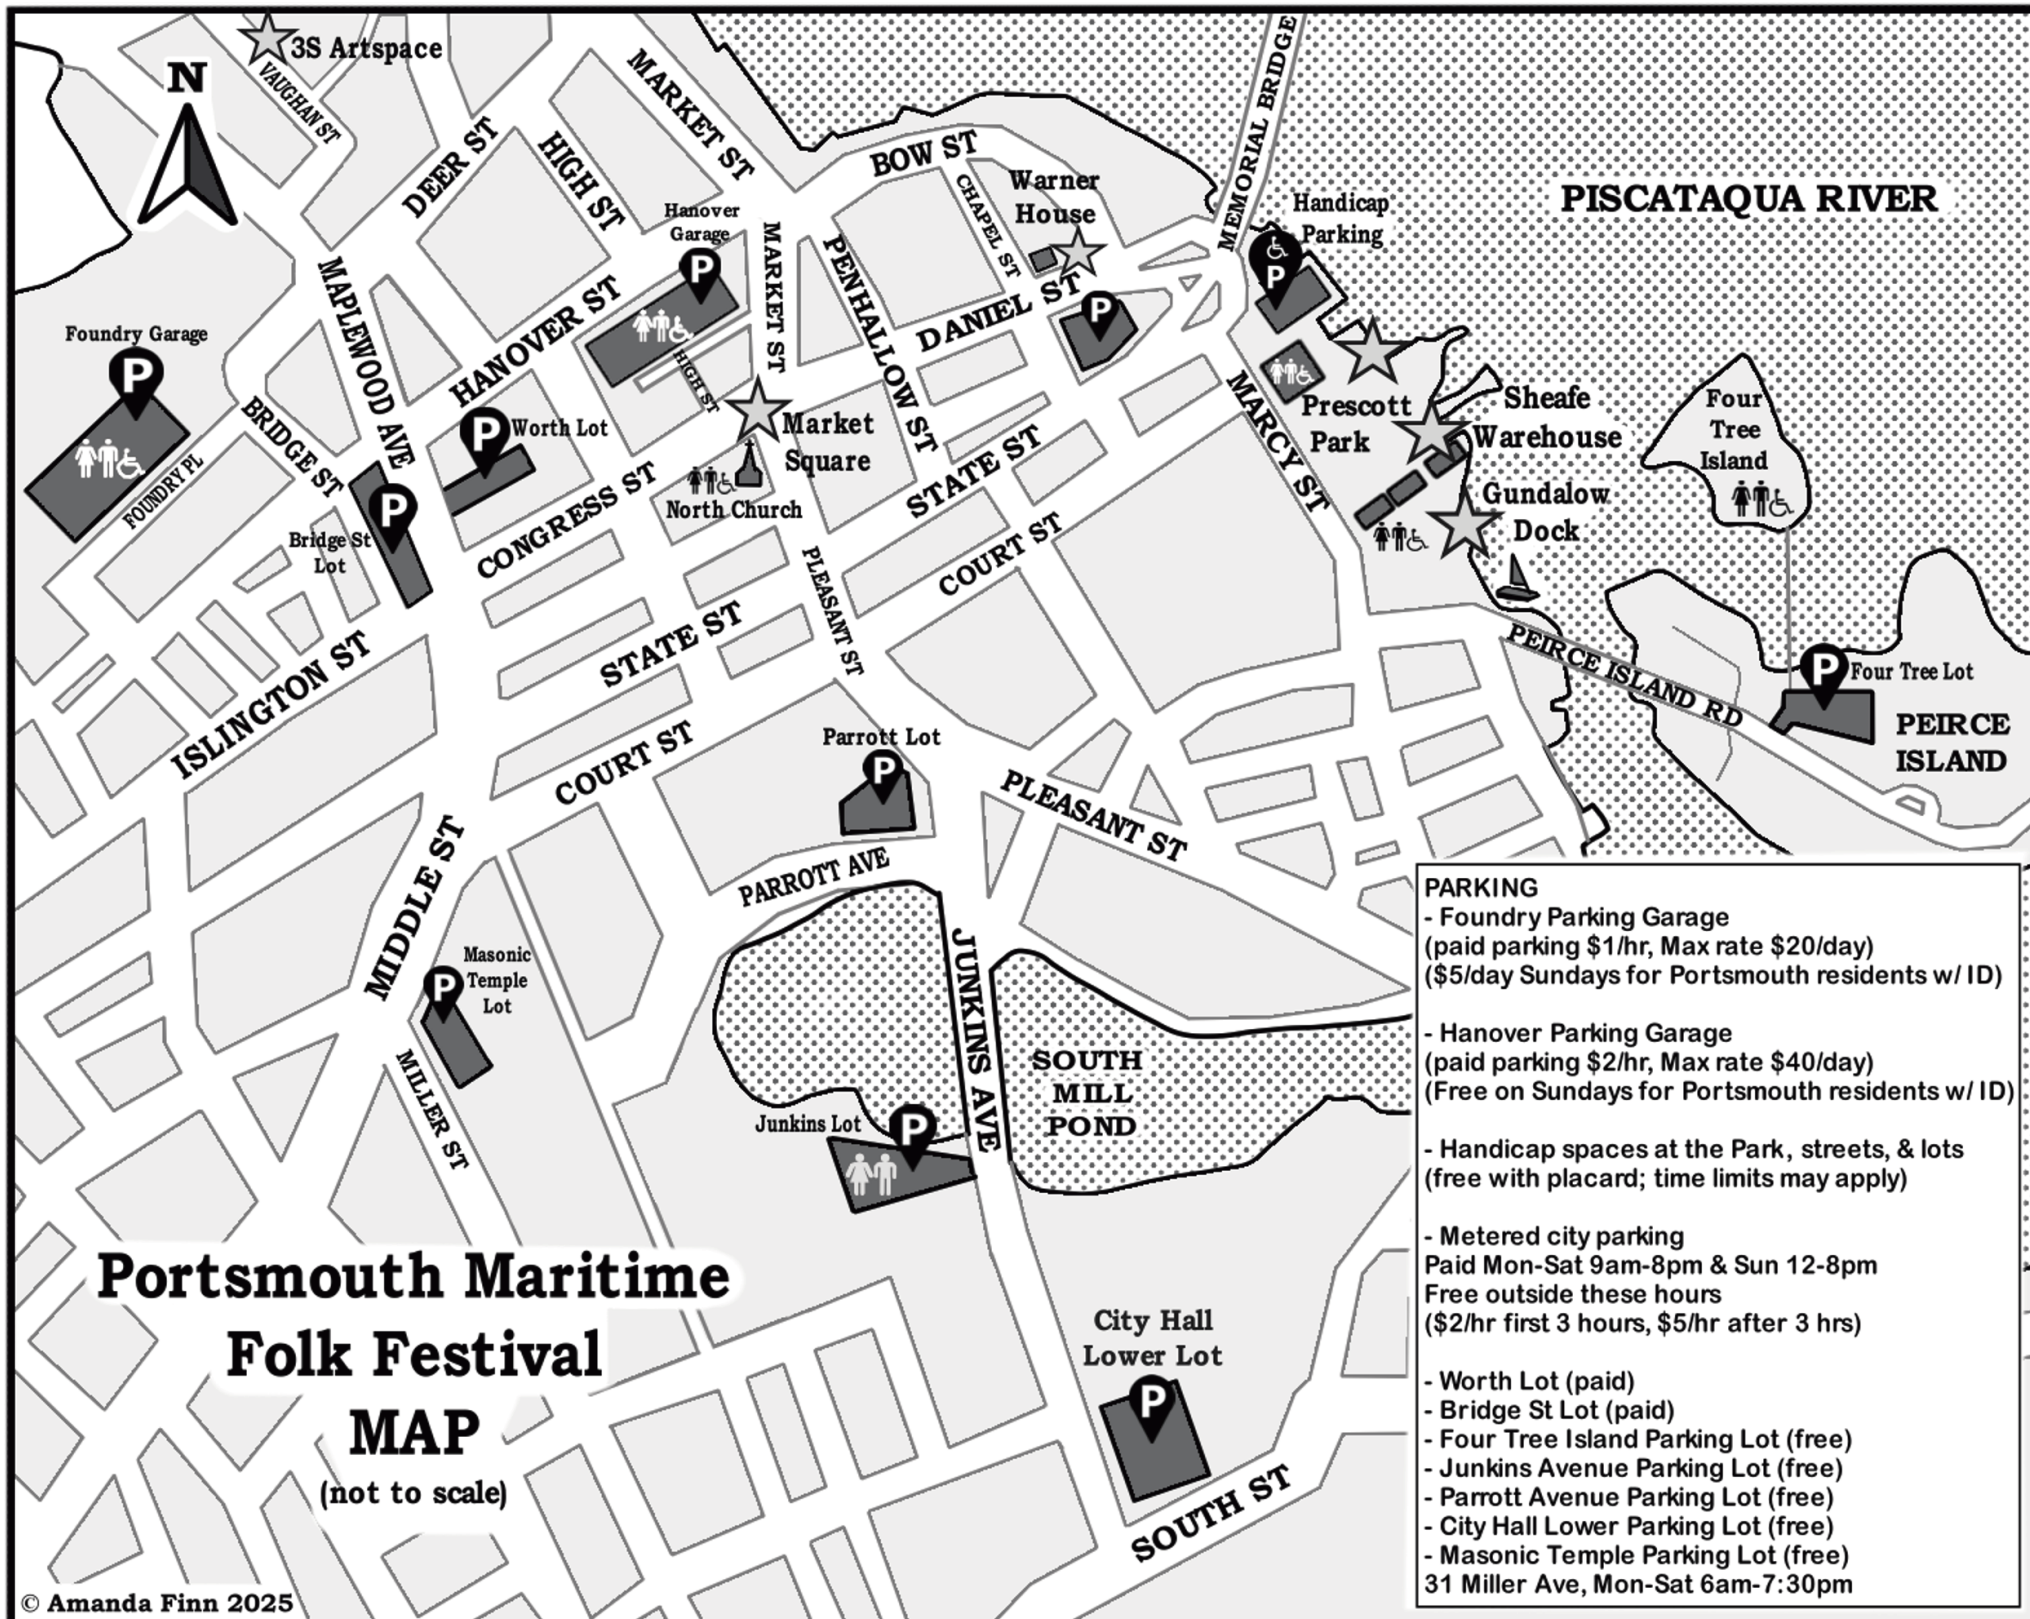 3S Artspace
VAUGHAN ST
N
MARKET ST
DEER ST
HIGH ST
BOW ST
MEMORIAL BRIDGE
CHAPEL ST
Warner
House
Handicap
Parking
PISCATAQUA RIVER
Hanover
Garage
P
MARKET ST
PENHALLOW ST
DANIEL ST
P
P
MAPLEWOOD AVE
HANOVER ST
HIGH ST
Foundry Garage
P
BRIDGE ST
FOUNDRY PL
P
Worth Lot
Market
Square
North Church
CONGRESS ST
STATE ST
MARCY ST
Prescott
Park
Sheafe
Warehouse
Gundalow
Dock
Four
Tree
Island
P
Bridge St
Lot
COURT ST
PLEASANT ST
STATE ST
ISLINGTON ST
COURT ST
PEIRCE ISLAND RD
P
Four Tree Lot
PEIRCE
ISLAND
Parrott Lot
P
PLEASANT ST
PARROTT AVE
MIDDLE ST
Masonic
Temple
Lot
P
MILLER ST
JUNKINS AVE
SOUTH
MILL
POND
Junkins Lot
P
City Hall
Lower Lot
P
SOUTH ST
Portsmouth Maritime
Folk Festival
MAP
(not to scale)
© Amanda Finn 2025
PARKING
- Foundry Parking Garage
(paid parking $1/hr, Max rate $20/day)
($5/day Sundays for Portsmouth residents w/ ID)
- Hanover Parking Garage
(paid parking $2/hr, Max rate $40/day)
(Free on Sundays for Portsmouth residents w/ ID)
- Handicap spaces at the Park, streets, & lots
(free with placard; time limits may apply)
- Metered city parking
Paid Mon-Sat 9am-8pm & Sun 12-8pm
Free outside these hours
($2/hr first 3 hours, $5/hr after 3 hrs)
- Worth Lot (paid)
- Bridge St Lot (paid)
- Four Tree Island Parking Lot (free)
- Junkins Avenue Parking Lot (free)
- Parrott Avenue Parking Lot (free)
- City Hall Lower Parking Lot (free)
- Masonic Temple Parking Lot (free)
31 Miller Ave, Mon-Sat 6am-7:30pm